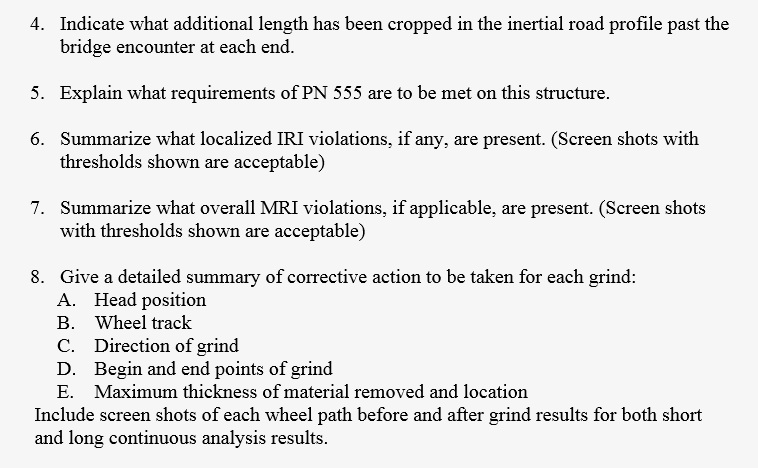 4. Indicate what additional length has been cropped in the inertial road profile past the
bridge encounter at each end.
5. Explain what requirements of PN 555 are to be met on this structure.
6. Summarize what localized IRI violations, if any, are present. (Screen shots with
thresholds shown are acceptable)
7. Summarize what overall MRI violations, if applicable, are present. (Screen shots
with thresholds shown are acceptable)
8. Give a detailed summary of corrective action to be taken for each grind:
A. Head position
B. Wheel track
C. Direction of grind
D. Begin and end points of grind
E. Maximum thickness of material removed and location
Include screen shots of each wheel path before and after grind results for both short
and long continuous analysis results.